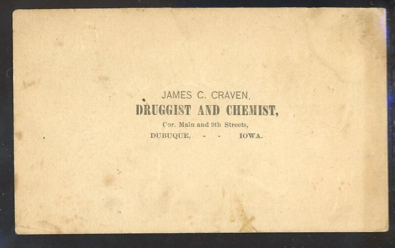 JAMES C. CRAVEN,
DRUGGIST AND CHEMIST,
Cor. Main and 9th Streets,
DUBUQUE, - - IOWA.